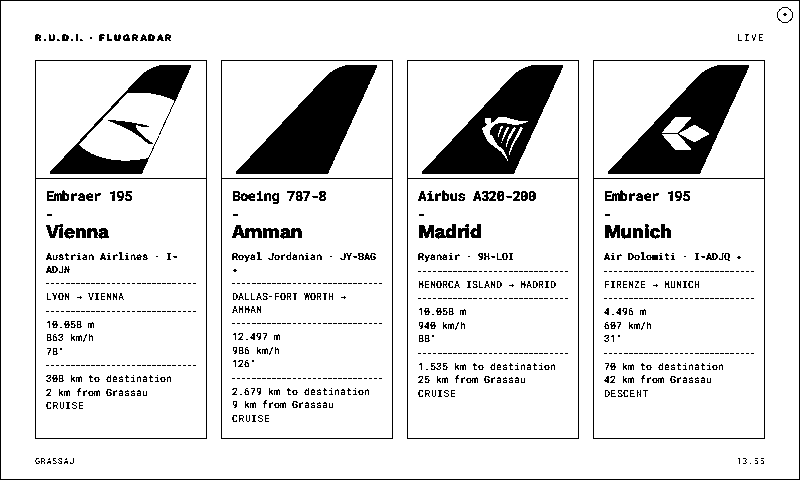 R.U.D.I. · FLUGRADAR
LIVE
Embraer 195
-
Vienna
Austrian Airlines · I-
ADJN
LYON → VIENNA
10.058 m
863 km/h
78°
308 km to destination
2 km from Grassau
CRUISE
Boeing 787-8
-
Amman
Royal Jordanian · JY-BAG
✦
DALLAS-FORT WORTH →
AMMAN
12.497 m
986 km/h
126°
2.679 km to destination
9 km from Grassau
CRUISE
Airbus A320-200
-
Madrid
Ryanair · 9H-LOI
MENORCA ISLAND → MADRID
10.058 m
940 km/h
88°
1.535 km to destination
25 km from Grassau
CRUISE
Embraer 195
-
Munich
Air Dolomiti · I-ADJQ ✦
FIRENZE → MUNICH
4.496 m
607 km/h
31°
70 km to destination
42 km from Grassau
DESCENT
GRASSAU
13.55